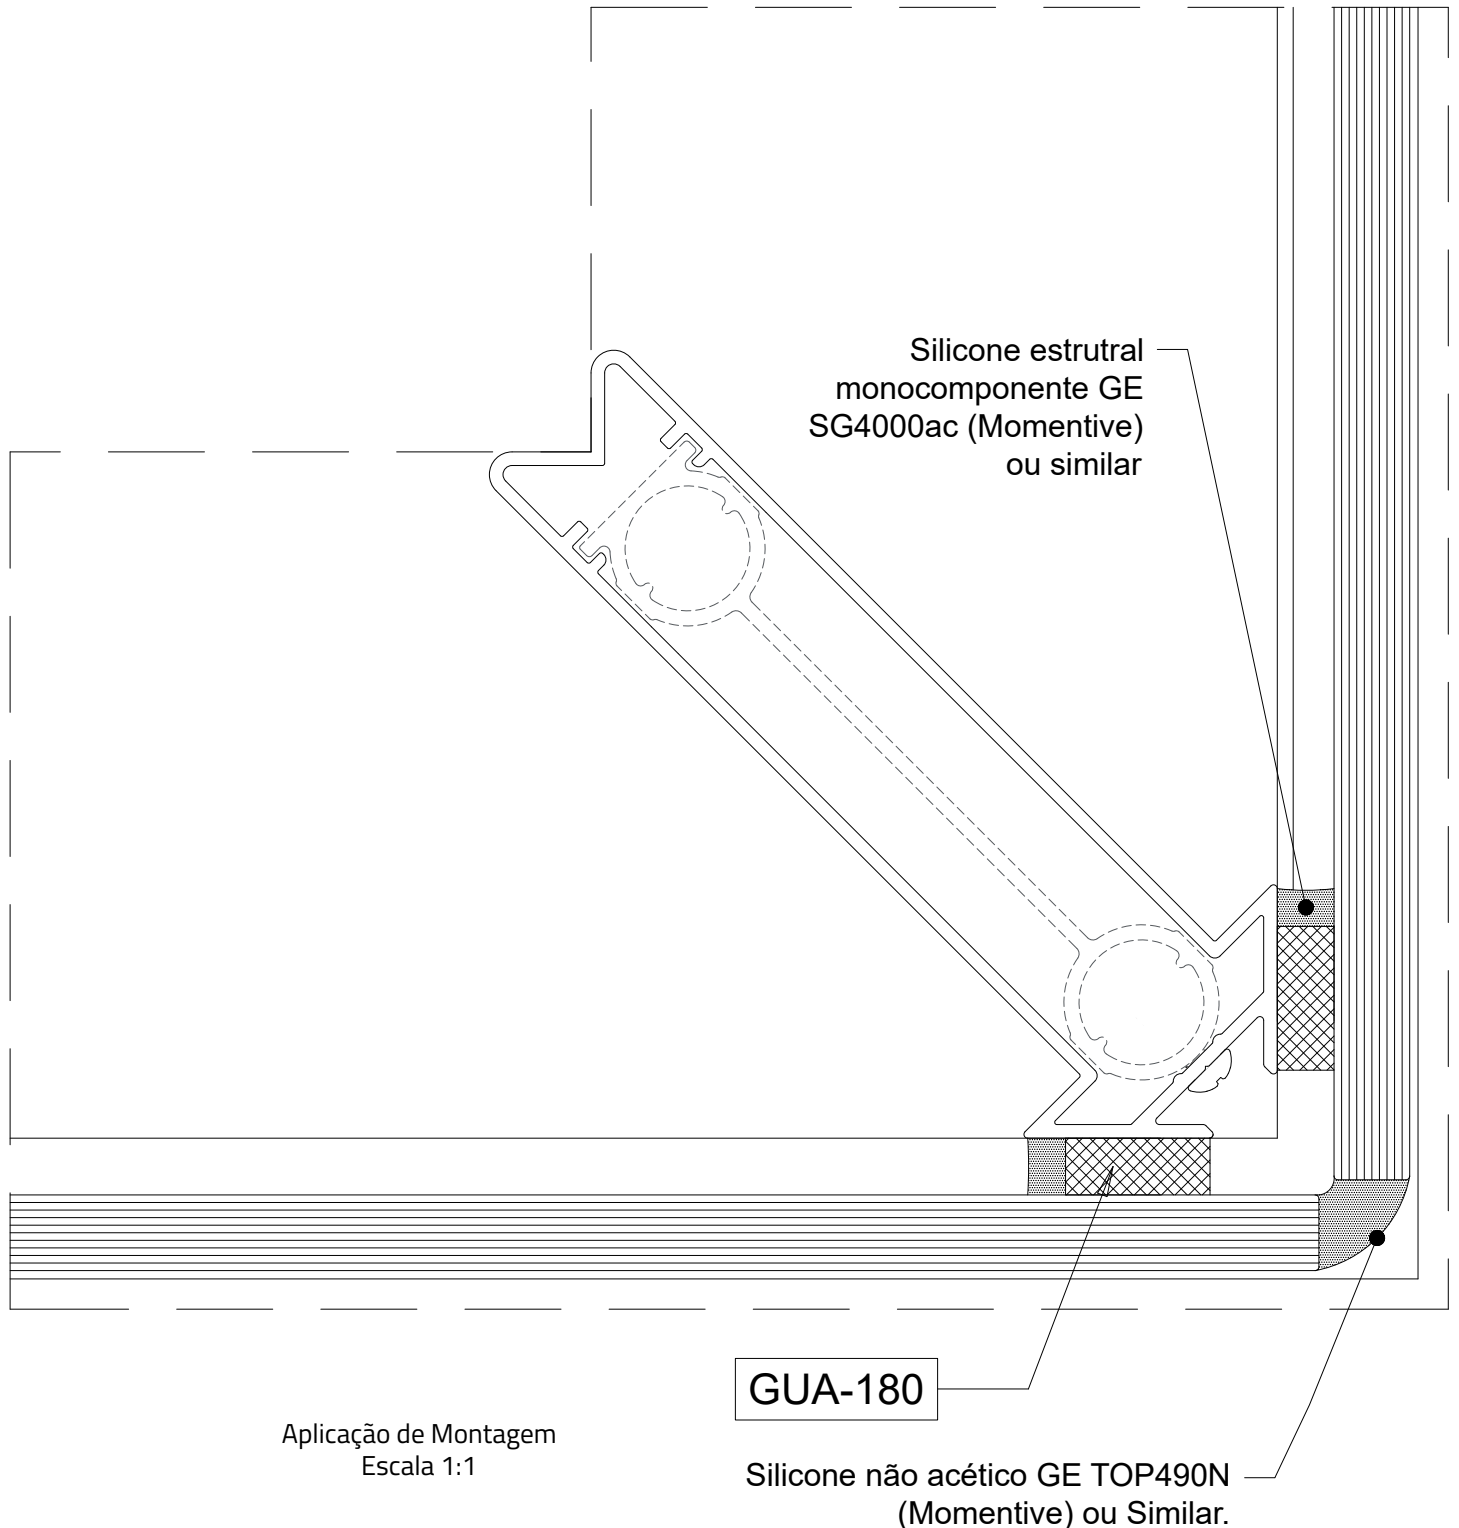 Silicone estrutral
monocomponente GE
SG4000ac (Momentive)
ou similar
GUA-180
Aplicação de Montagem
Escala 1:1
Silicone não acético GE TOP490N
(Momentive) ou Similar.